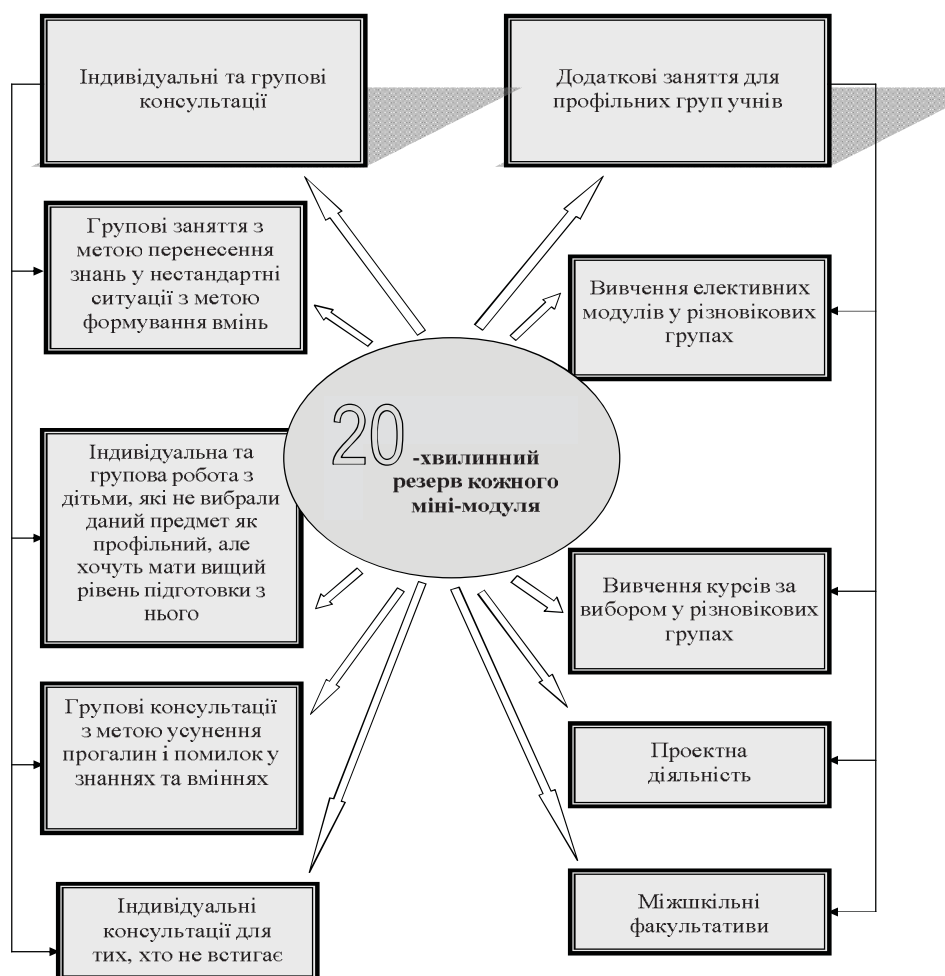 Індивідуальні та групові
консультації
Додаткові заняття для
профільних груп учнів
Групові заняття з
метою перенесення
знань у нестандартні
ситуації з метою
формування вмінь
Вивчення елективних
модулів у різновікових
групах
20
-хвилинний
резерв кожного
міні-модуля
Індивідуальна та
групова робота з
дітьми, які не вибрали
даний предмет як
профільний, але
хочуть мати вищий
рівень підготовки з
нього
Вивчення курсів за
вибором у різновікових
групах
Групові консультації
з метою усунення
прогалин і помилок у
знаннях та вміннях
Проектна
діяльність
Індивідуальні
консультації для
тих, хто не встигає
Міжшкільні
факультативи